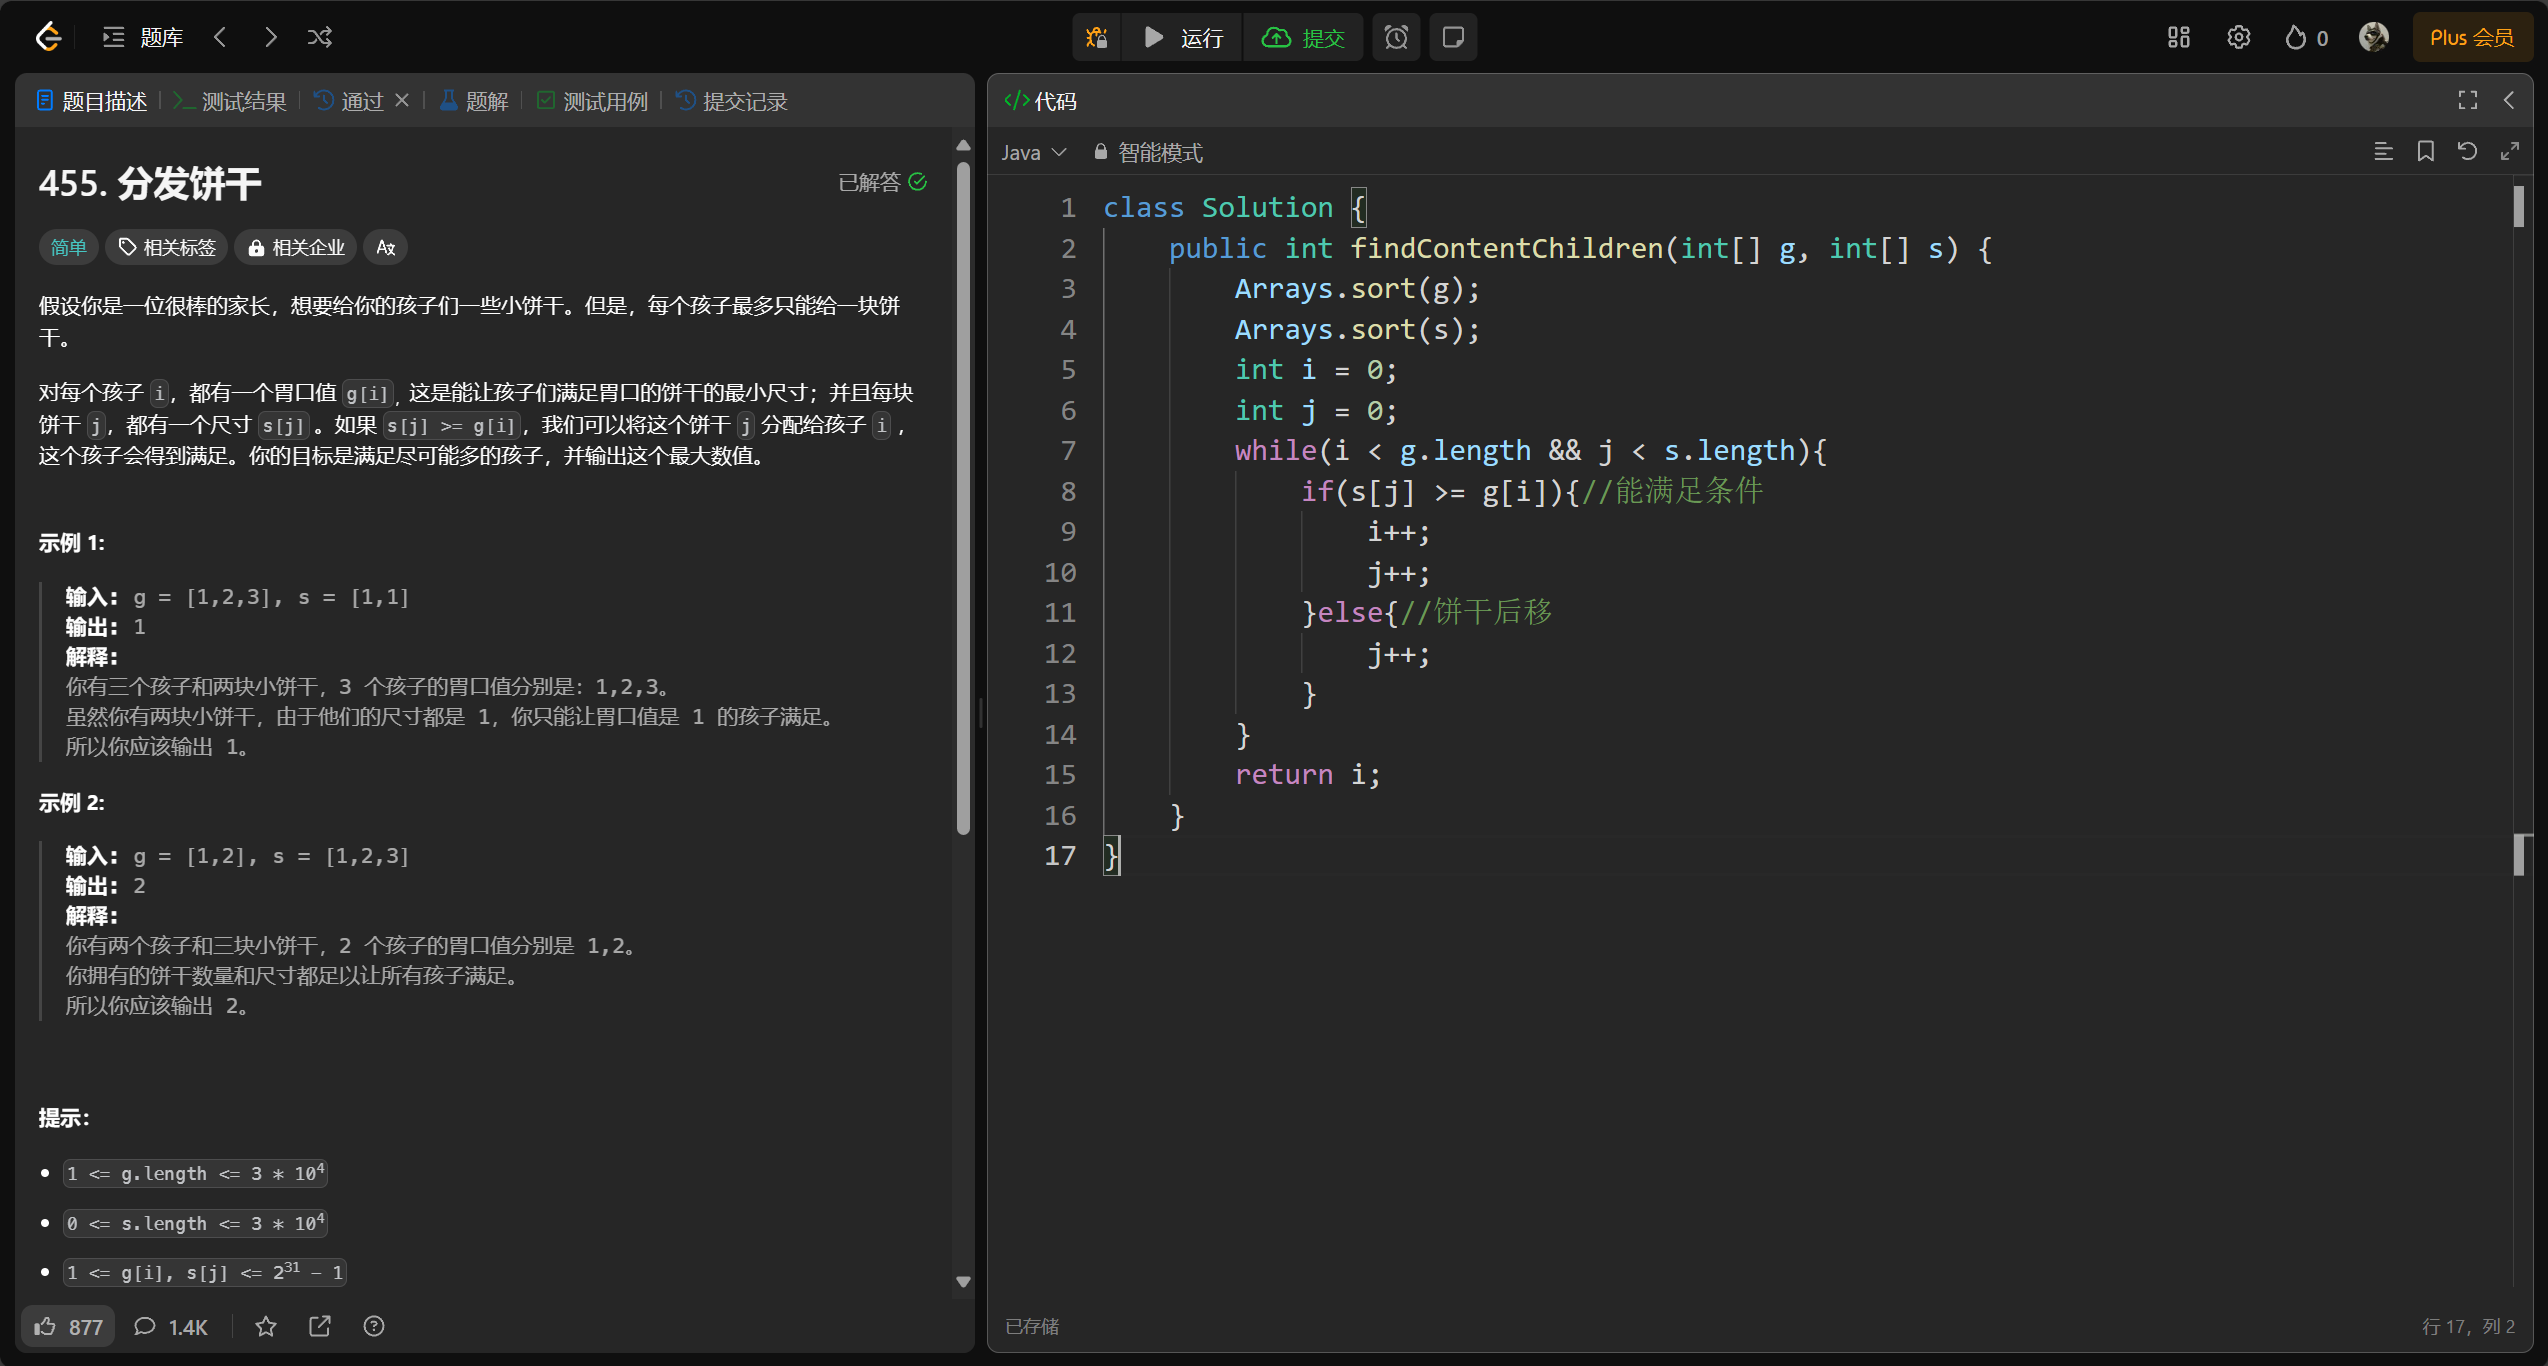 题库
运行
提交
0
Plus 会员
题目描述
测试结果
通过
题解
测试用例
提交记录
455. 分发饼干
已解答
简单
相关标签
相关企业
假设你是一位很棒的家长，想要给你的孩子们一些小饼干。但是，每个孩子最多只能给一块饼
干。
对每个孩子 i，都有一个胃口值 g[i]，这是能让孩子们满足胃口的饼干的最小尺寸；并且每块
饼干 j，都有一个尺寸 s[j] 。如果 s[j] >= g[i]，我们可以将这个饼干 j 分配给孩子 i ，
这个孩子会得到满足。你的目标是满足尽可能多的孩子，并输出这个最大数值。
示例 1:
输入: g = [1,2,3], s = [1,1]
输出: 1
解释:
你有三个孩子和两块小饼干，3 个孩子的胃口值分别是：1,2,3。
虽然你有两块小饼干，由于他们的尺寸都是 1，你只能让胃口值是 1 的孩子满足。
所以你应该输出 1。
示例 2:
输入: g = [1,2], s = [1,2,3]
输出: 2
解释:
你有两个孩子和三块小饼干，2 个孩子的胃口值分别是 1,2。
你拥有的饼干数量和尺寸都足以让所有孩子满足。
所以你应该输出 2。
提示：
1 <= g.length <= 3 * 10^4
0 <= s.length <= 3 * 10^4
1 <= g[i], s[j] <= 2^31 - 1
877
1.4K
</> 代码
Java
智能模式
1 class Solution {
2     public int findContentChildren(int[] g, int[] s) {
3         Arrays.sort(g);
4         Arrays.sort(s);
5         int i = 0;
6         int j = 0;
7         while(i < g.length && j < s.length){
8             if(s[j] >= g[i]){//能满足条件
9                 i++;
10                 j++;
11             }else{//饼干后移
12                 j++;
13             }
14         }
15         return i;
16     }
17 }
已存储
行 17，列 2